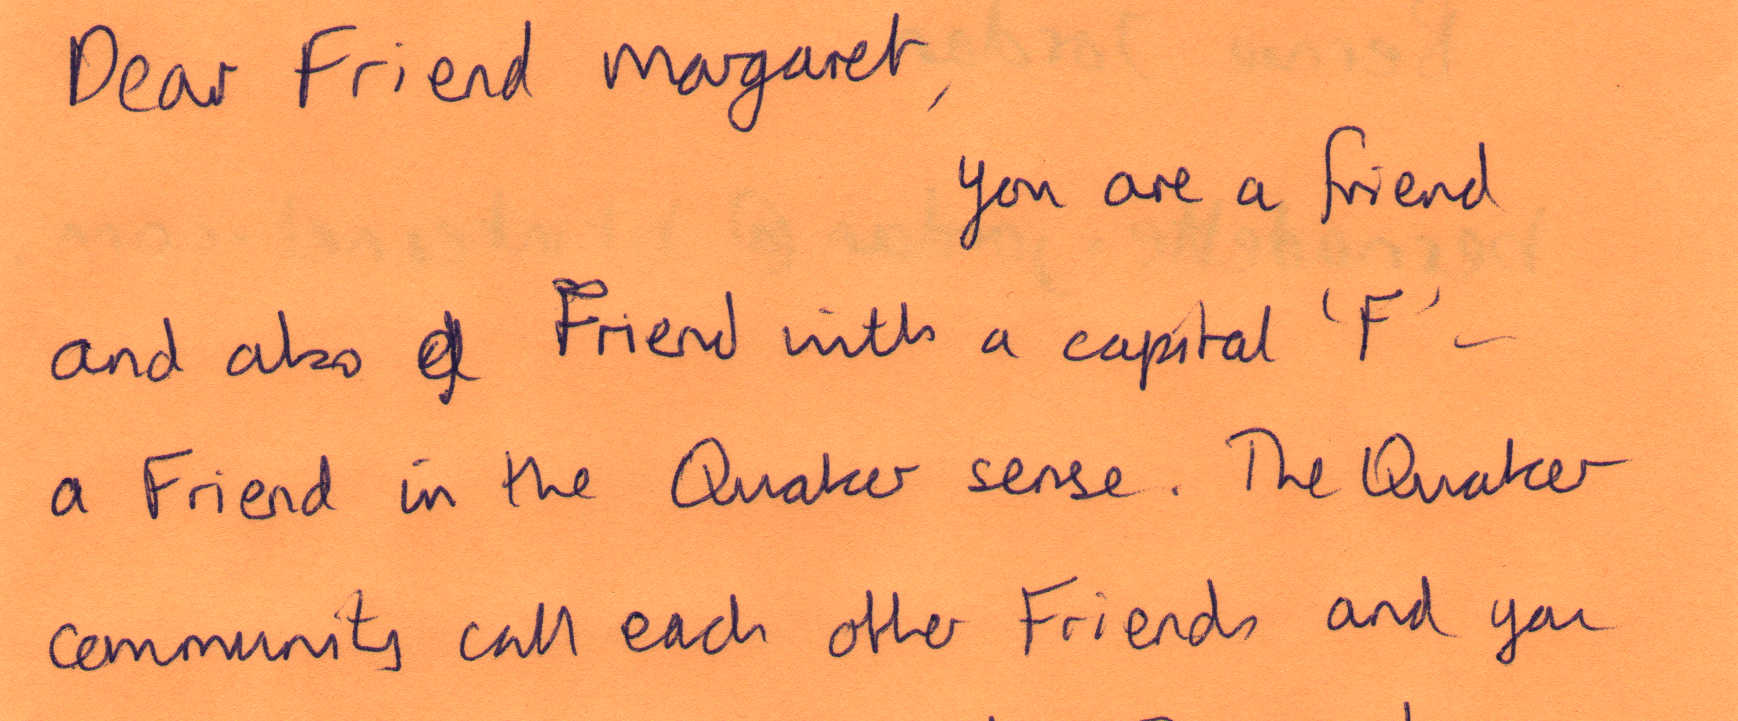 Dear Friend Margaret,
you are a friend
and also a Friend with a capital 'F' –
a Friend in the Quaker sense. The Quaker
community call each other Friends and you